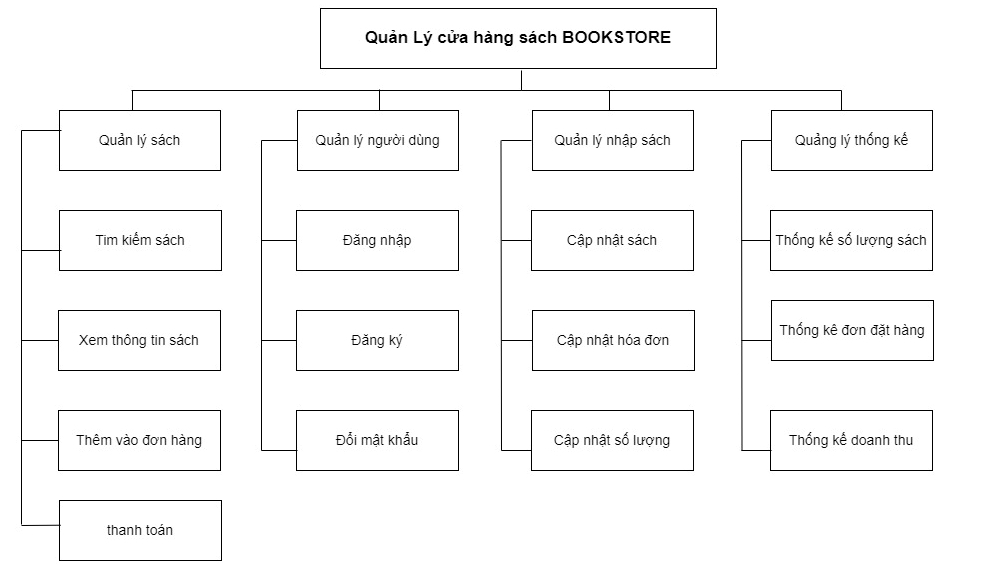 Quản Lý cửa hàng sách BOOKSTORE
Quản lý sách
Tim kiếm sách
Xem thông tin sách
Thêm vào đơn hàng
thanh toán
Quản lý người dùng
Đăng nhập
Đăng ký
Đổi mật khẩu
Quản lý nhập sách
Cập nhật sách
Cập nhật hóa đơn
Cập nhật số lượng
Quảng lý thống kế
Thống kế số lượng sách
Thống kê đơn đặt hàng
Thống kế doanh thu